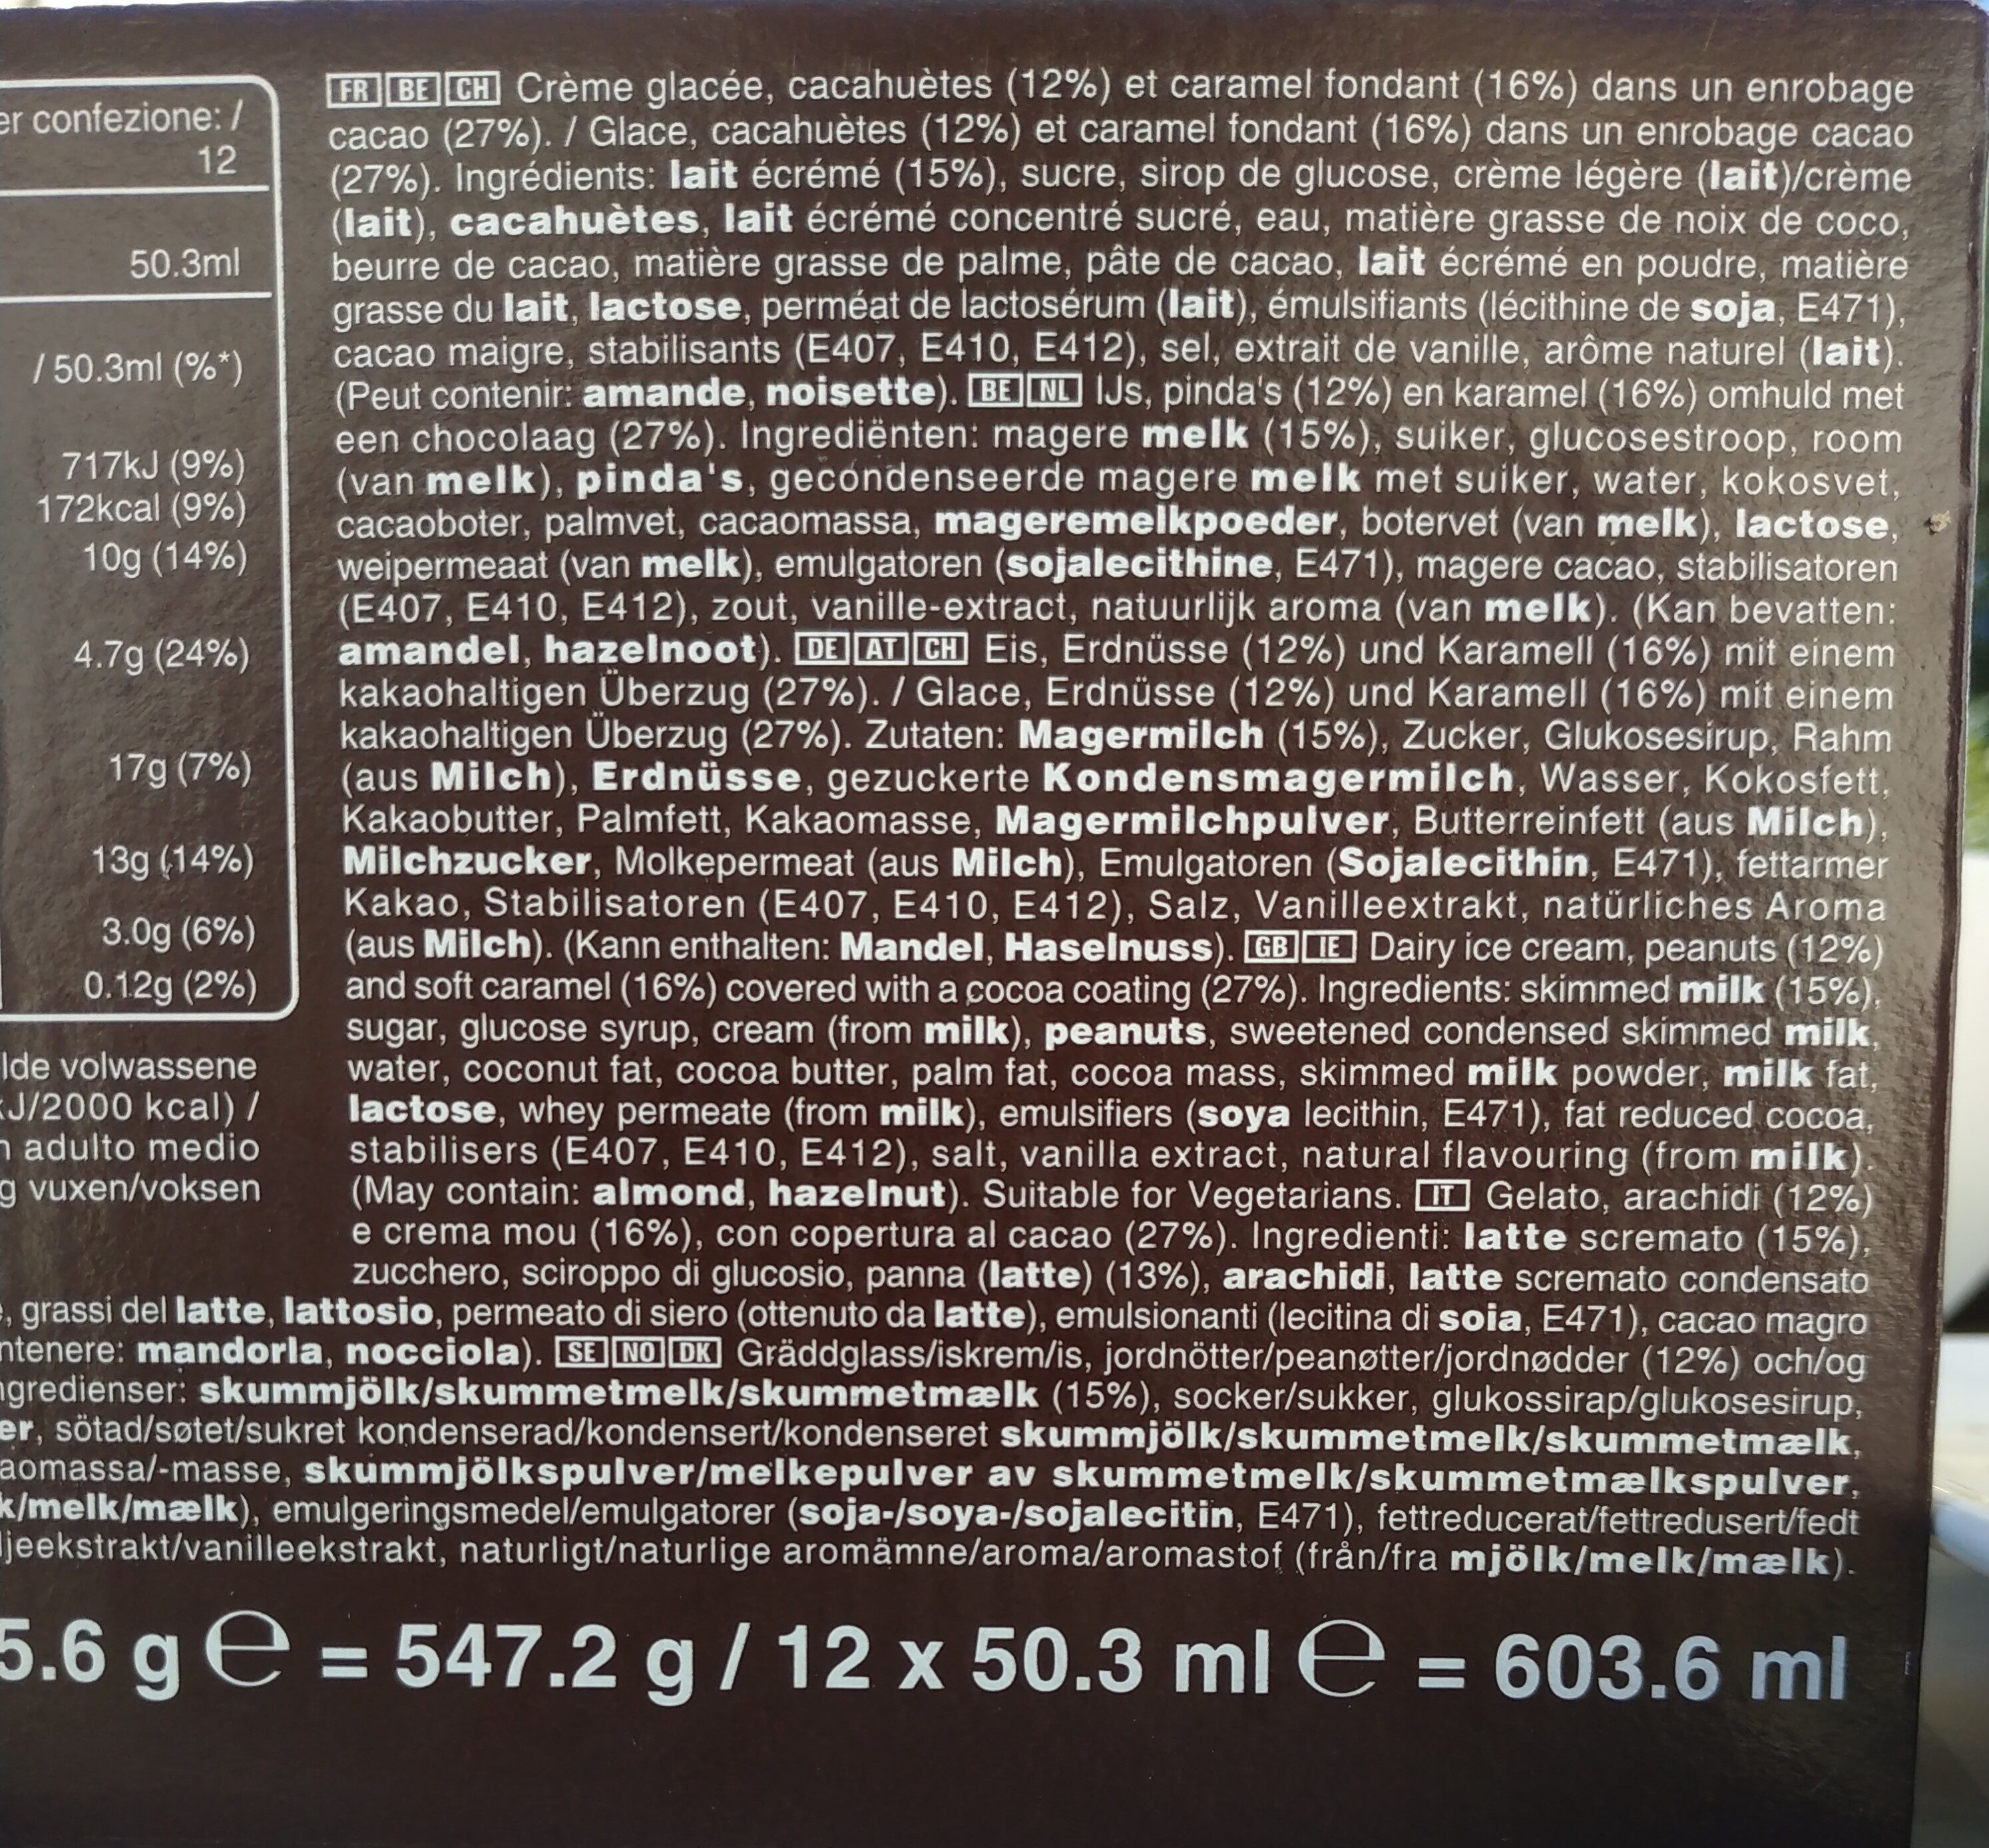 er confezione: /
12
50.3ml
/ 50.3ml (%*)
717kJ (9%)
172kcal (9%)
10g (14%)
4.7g (24%)
17g (7%)
13g (14%)
3.0g (6%)
0.12g (2%)
lde volwassene
J/2000 kcal) /
adulto medio
g vuxen/voksen
FR BE CH Crème glacée, cacahuètes (12%) et caramel fondant (16%) dans un enrobage
cacao (27%). / Glace, cacahuètes (12%) et caramel fondant (16%) dans un enrobage cacao
(27%). Ingrédients: lait écrémé (15%), sucre, sirop de glucose, crème légère (lait)/crème
(lait), cacahuètes, lait écrémé concentré sucré, eau, matière grasse de noix de coco,
beurre de cacao, matière grasse de palme, pâte de cacao, lait écrémé en poudre, matière
grasse du lait, lactose, perméat de lactosérum (lait), émulsifiants (lécithine de soja, E471),
cacao maigre, stabilisants (E407, E410, E412), sel, extrait de vanille, arôme naturel (lait).
(Peut contenir: amande, noisette). BE NL IJs, pinda's (12%) en karamel (16%) omhuld met
een chocolaag (27%). Ingrediënten: magere melk (15%), suiker, glucosestroop, room
(van melk), pinda's, gecondenseerde magere melk met suiker, water, kokosvet,
cacaoboter, palmvet, cacaomassa, mageremelkpoeder, botervet (van melk), lactose,
weipermeaat (van melk), emulgatoren (sojalecithine, E471), magere cacao, stabilisatoren
(E407, E410, E412), zout, vanille-extract, natuurlijk aroma (van melk). (Kan bevatten:
amandel, hazelnoot). DE AT CH Eis, Erdnüsse (12%) und Karamell (16%) mit einem
kakaohaltigen Überzug (27%). / Glace, Erdnüsse (12%) und Karamell (16%) mit einem
kakaohaltigen Überzug (27%). Zutaten: Magermilch (15%), Zucker, Glukosesirup, Rahm
(aus Milch), Erdnüsse, gezuckerte Kondensmagermilch, Wasser, Kokosfett,
Kakaobutter, Palmfett, Kakaomasse, Magermilchpulver, Butterreinfett (aus Milch),
Milchzucker, Molkepermeat (aus Milch), Emulgatoren (Sojalecithin, E471), fettarmer
Kakao, Stabilisatoren (E407, E410, E412), Salz, Vanilleextrakt, natürliches Aroma
(aus Milch). (Kann enthalten: Mandel, Haselnuss). GB IE Dairy ice cream, peanuts (12%)
and soft caramel (16%) covered with a cocoa coating (27%). Ingredients: skimmed milk (15%),
sugar, glucose syrup, cream (from milk), peanuts, sweetened condensed skimmed milk,
water, coconut fat, cocoa butter, palm fat, cocoa mass, skimmed milk powder, milk fat,
lactose, whey permeate (from milk), emulsifiers (soya lecithin, E471), fat reduced cocoa,
stabilisers (E407, E410, E412), salt, vanilla extract, natural flavouring (from milk).
(May contain: almond, hazelnut). Suitable for Vegetarians. IT Gelato, arachidi (12%)
e crema mou (16%), con copertura al cacao (27%). Ingredienti: latte scremato (15%),
zucchero, sciroppo di glucosio, panna (latte) (13%), arachidi, latte scremato condensato
, grassi del latte, lattosio, permeato di siero (ottenuto da latte), emulsionanti (lecitina di soia, E471), cacao magro
ntenere: mandorla, nocciola). SE NO DK Gräddglass/iskrem/is, jordnötter/peanøtter/jordnødder (12%) och/og
ngredienser: skummjölk/skummetmelk/skummetmælk (15%), socker/sukker, glukossirap/glukosesirup,
er, sötad/søtet/sukret kondenserad/kondensert/kondenseret skummjölk/skummetmelk/skummetmælk,
aomassa/-masse, skummjölkspulver/melkepulver av skummetmelk/skummetmælkspulver,
k/melk/mælk), emulgeringsmedel/emulgatorer (soja-/soya-/sojalecitin, E471), fettreducerat/fettredusert/fedt
ljeekstrakt/vanilleekstrakt, naturligt/naturlige aromämne/aroma/aromastof (från/fra mjölk/melk/mælk).
5.6 g e = 547.2 g / 12 x 50.3 ml e = 603.6 ml